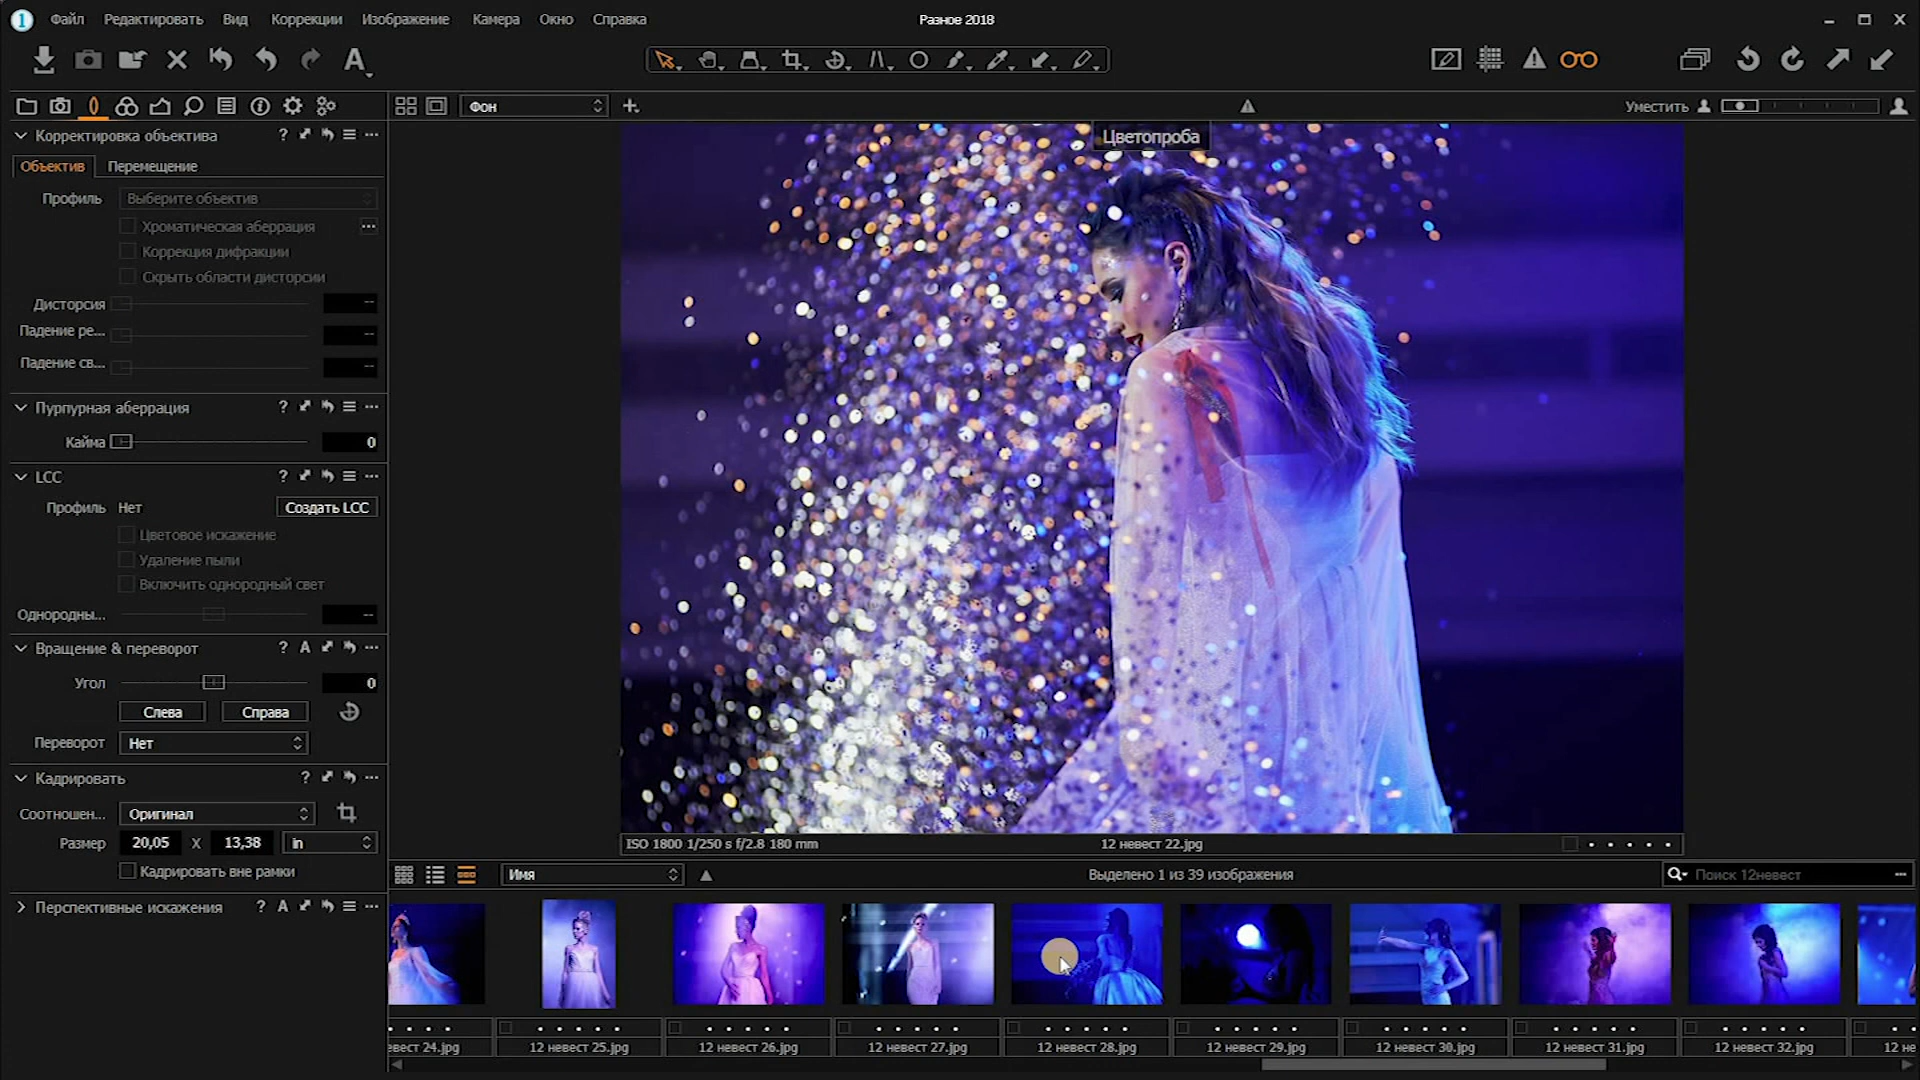 1 Файл Редактировать Вид Коррекции Изображение Камера Окно Справка
Разное 2018
A
Фон
Уместить
Корректировка объектива ?
Объектив Перемещение
Цветопроба
Профиль Выберите объектив
Хроматическая аберрация
Коррекция дифракции
Скрыть области дисторсии
Дисторсия --
Падение ре... --
Падение св... --
Пурпурная аберрация ?
Кайма 0
LCC ?
Профиль Нет Создать LCC
Цветовое искажение
Удаление пыли
Включить однородный свет
Однородны... --
Вращение & переворот ? A
Угол 0
Слева Справа
Переворот Нет
Кадрировать ?
Соотношен... Оригинал
Размер 20,05 X 13,38 in
Кадрировать вне рамки
Перспективные искажения ? A
ISO 1800 1/250 s f/2.8 180 mm
12 невест 22.jpg
Имя
Выделено 1 из 39 изображения
Поиск 12невест
евест 24.jpg
12 невест 25.jpg
12 невест 26.jpg
12 невест 27.jpg
12 невест 28.jpg
12 невест 29.jpg
12 невест 30.jpg
12 невест 31.jpg
12 невест 32.jpg
12 не